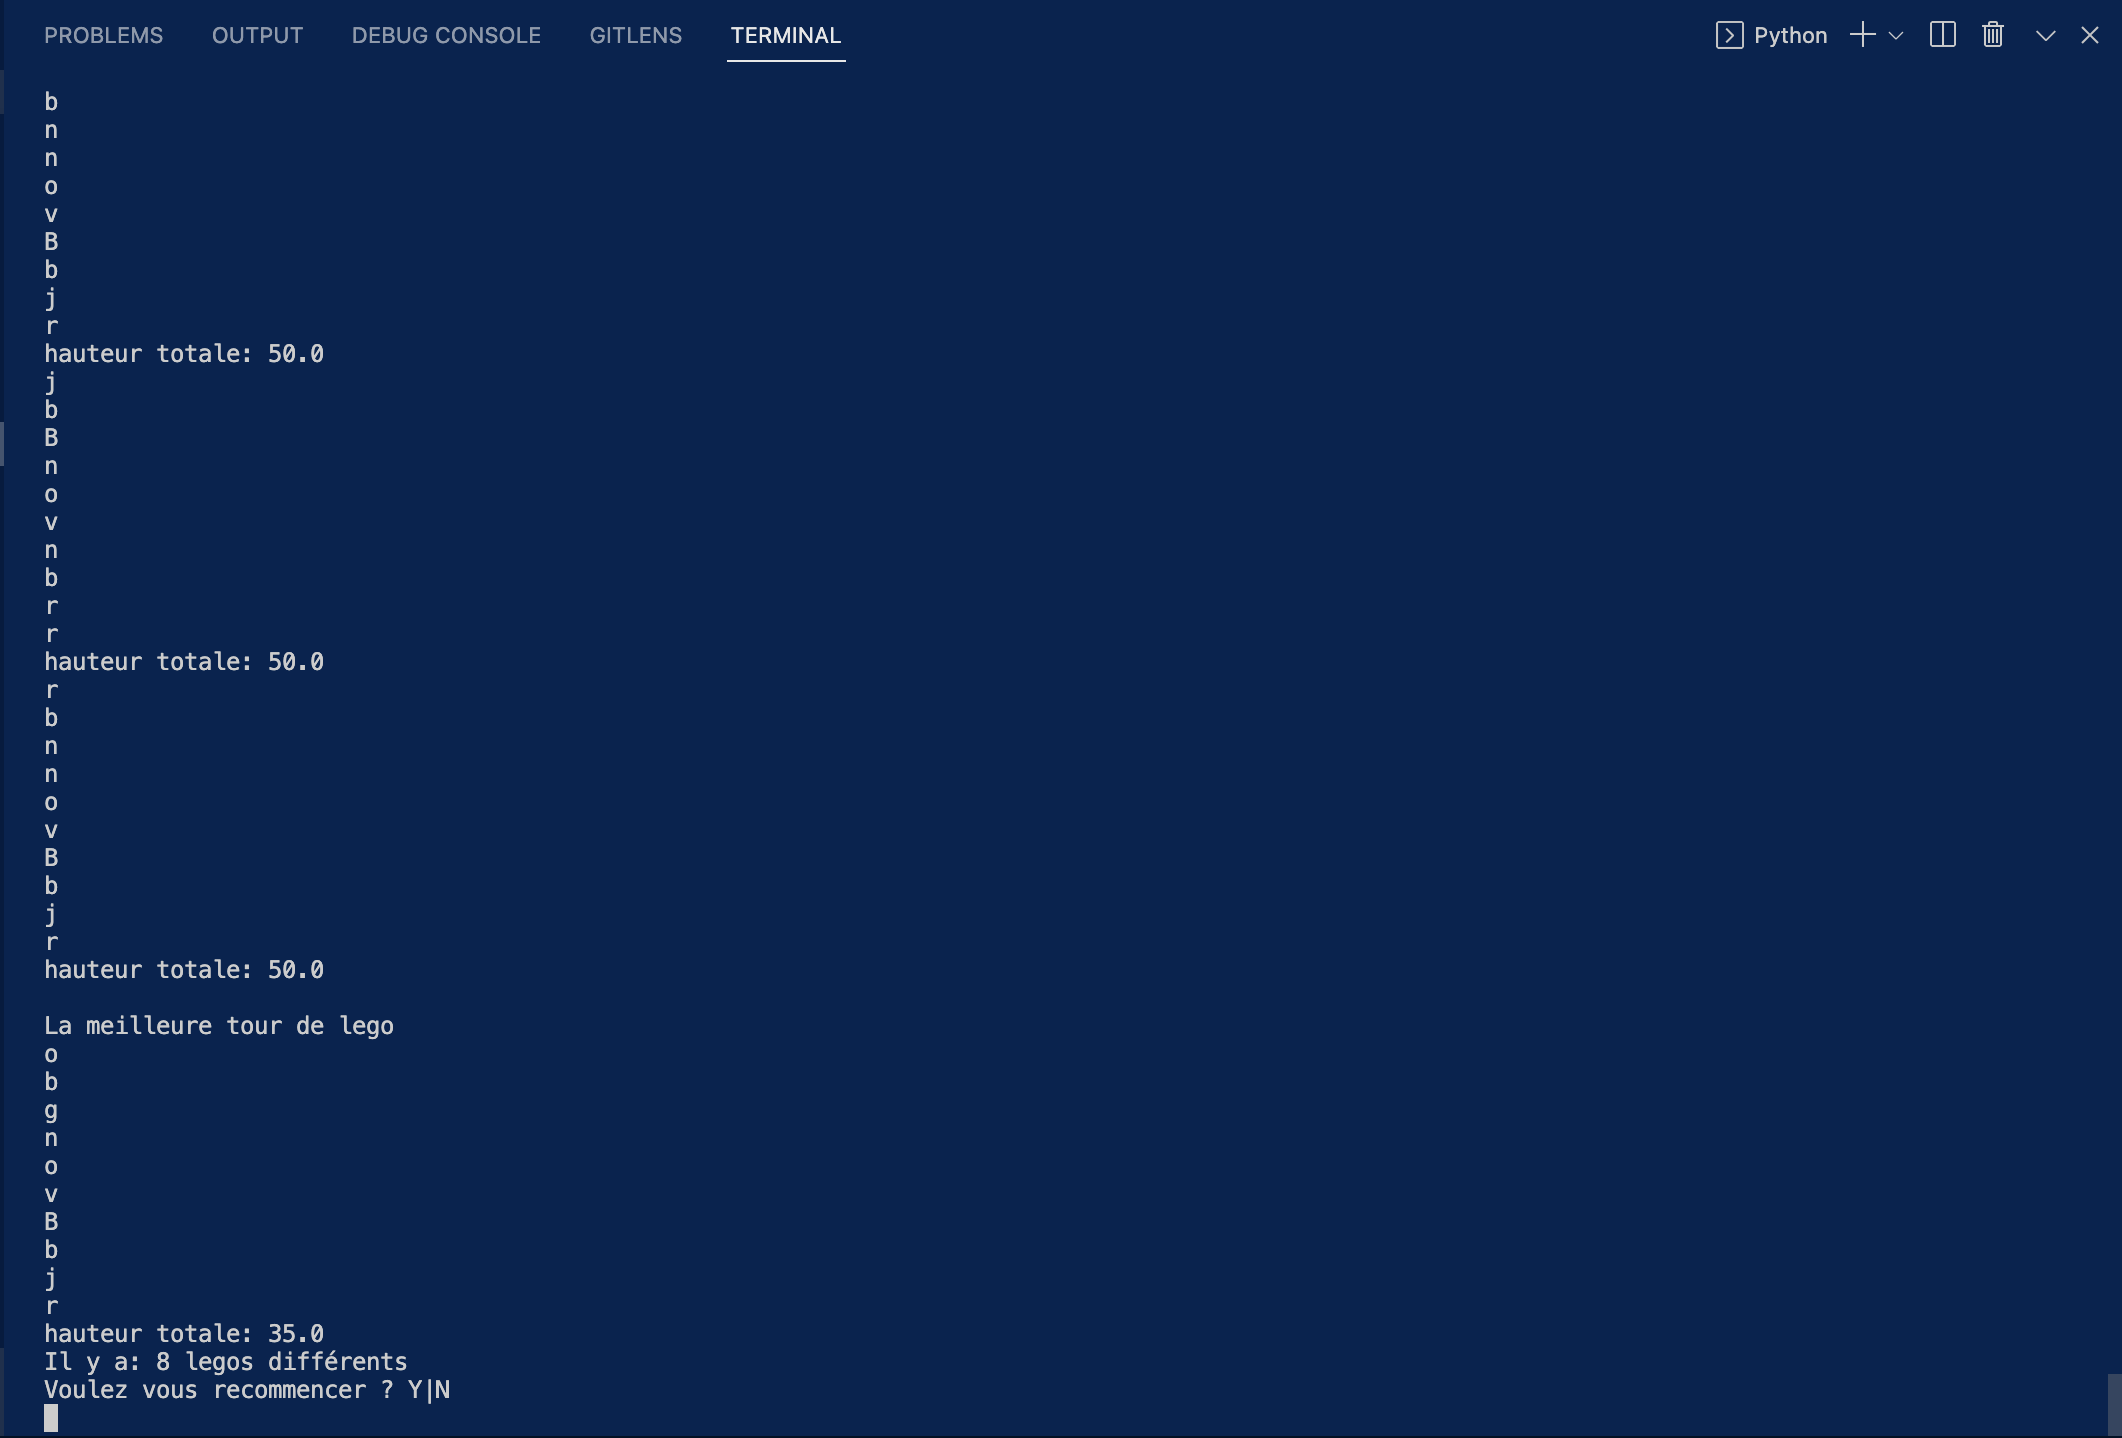 PROBLEMS OUTPUT DEBUG CONSOLE GITLENS TERMINAL Python
b
n
n
o
v
B
b
j
r
hauteur totale: 50.0
j
b
B
n
o
v
n
b
r
r
hauteur totale: 50.0
r
b
n
n
o
v
B
b
j
r
hauteur totale: 50.0
La meilleure tour de lego
o
b
g
n
o
v
B
b
j
r
hauteur totale: 35.0
Il y a: 8 legos différents
Voulez vous recommencer ? Y|N